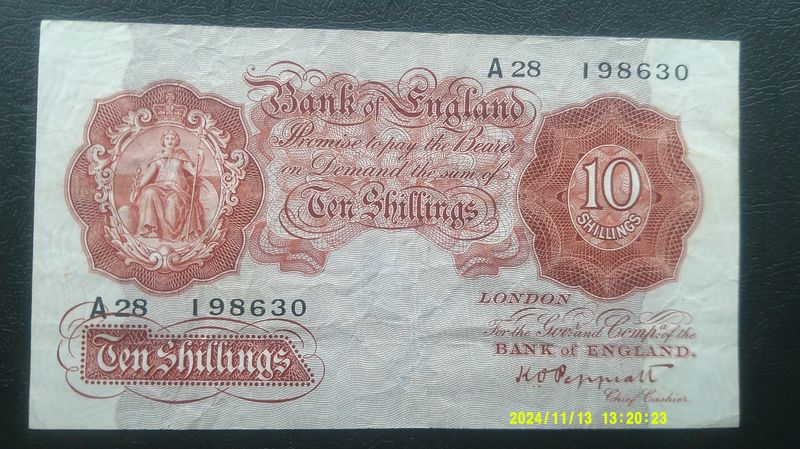 A 28 198630
Bank of England
Promise to pay the Bearer
on Demand the sum of
Ten Shillings
10
SHILLINGS
A 28 198630
Ten Shillings
LONDON
For the Govr. and Compa. of the
BANK of ENGLAND.
K O Peppiatt
Chief Cashier.
2024/11/13 13:20:23